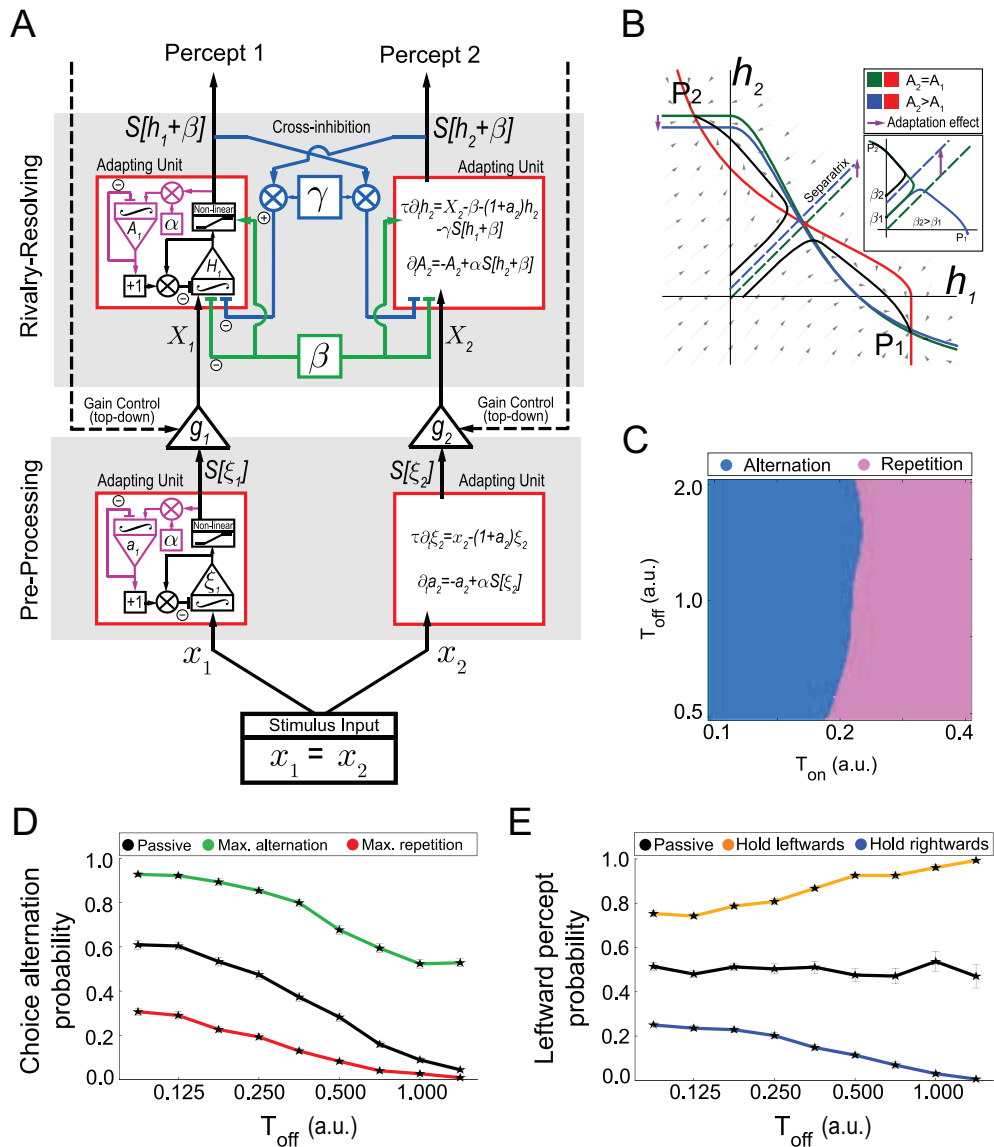 A
Percept 1
Percept 2
S[h1+β]
Cross-inhibition
S[h2+β]
Rivalry-Resolving
Adapting Unit
Adapting Unit
A1
α
Non-linear
+1
H1
γ
τ∂th2=X2-β-(1+a2)h2
-γS[h1+β]
∂tA2=-A2+αS[h2+β]
X1
X2
β
Gain Control
(top-down)
g1
g2
Gain Control
(top-down)
S[ξ1]
S[ξ2]
Pre-Processing
Adapting Unit
Adapting Unit
a1
α
Non-linear
+1
ξ1
τ∂tξ2=x2-(1+a2)ξ2
∂ta2=-a2+αS[ξ2]
x1
x2
Stimulus Input
x1 = x2
B
h2
P2
A2=A1
A2>A1
Adaptation effect
P2
β2
β1
β2>β1
P1
Separatrix
h1
P1
C
Alternation
Repetition
2.0
1.0
0.5
Toff (a.u.)
0.1
0.2
0.4
Ton (a.u.)
D
Passive
Max. alternation
Max. repetition
Choice alternation
probability
1.0
0.8
0.6
0.4
0.2
0.0
0.125
0.250
0.500
1.000
Toff (a.u.)
E
Passive
Hold leftwards
Hold rightwards
Leftward percept
probability
1.0
0.8
0.6
0.4
0.2
0.0
0.125
0.250
0.500
1.000
Toff (a.u.)